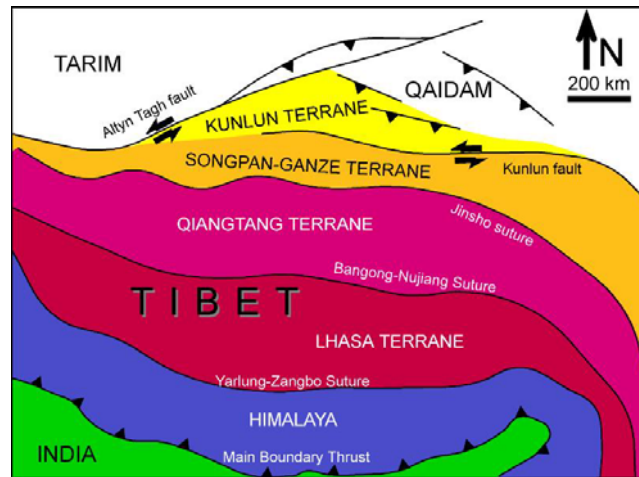 TARIM
N
200 km
QAIDAM
Altyn Tagh fault
KUNLUN TERRANE
SONGPAN-GANZE TERRANE
Kunlun fault
QIANGTANG TERRANE
Jinsho suture
Bangong-Nujiang Suture
TIBET
LHASA TERRANE
Yarlung-Zangbo Suture
HIMALAYA
INDIA
Main Boundary Thrust